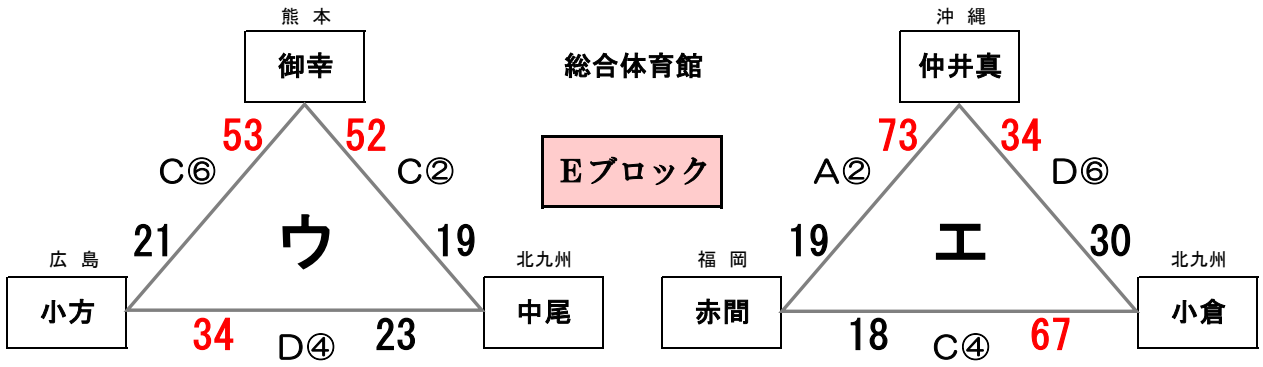 熊 本
沖 縄
御幸
総合体育館
仲井真
53
52
73
34
C⑥
C②
Eブロック
A②
D⑥
21
19
19
30
ウ
エ
広 島
北九州
福 岡
北九州
小方
中尾
赤間
小倉
34
23
18
67
D④
C④